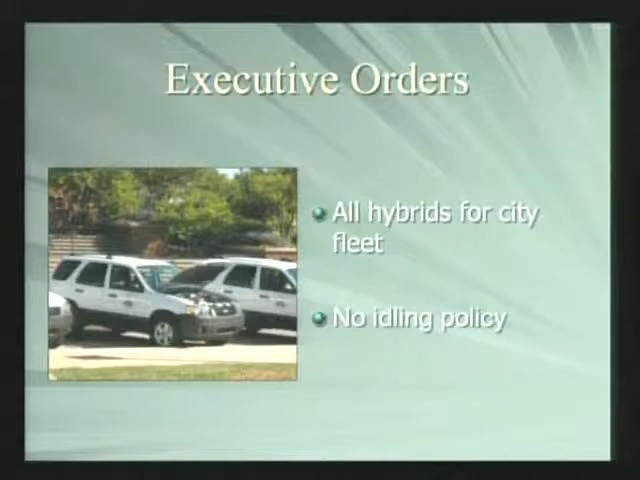 Executive Orders
All hybrids for city
fleet
No idling policy